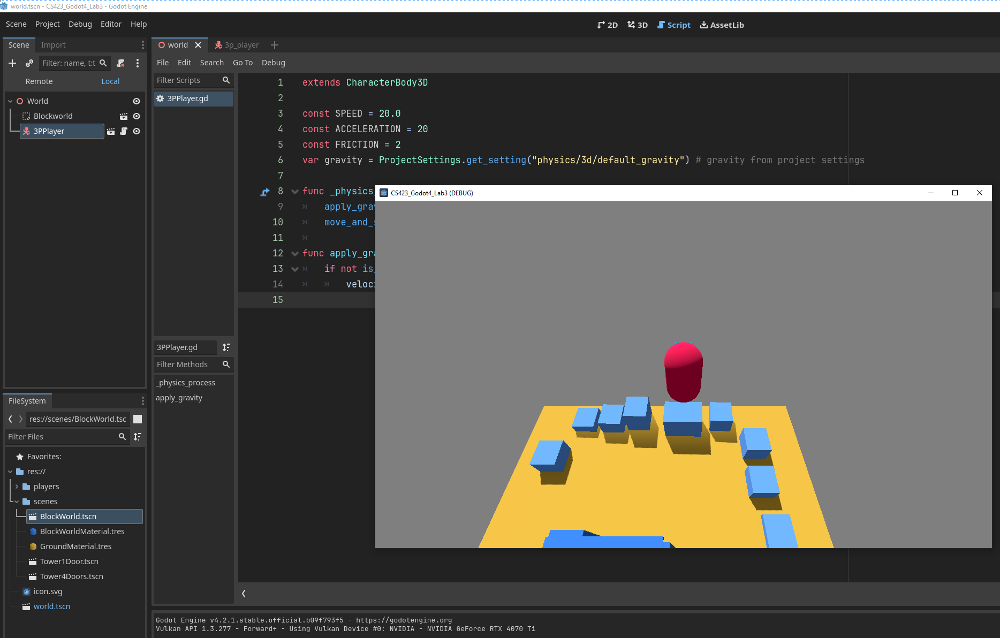 world.tscn - CS423_Godot4_Lab3 - Godot Engine
Scene Project Debug Editor Help
2D 3D Script AssetLib
Scene Import
Filter: name, t:t
Remote Local
World
Blockworld
3PPlayer
FileSystem
res://scenes/BlockWorld.tsc
Filter Files
Favorites:
res://
players
scenes
BlockWorld.tscn
BlockWorldMaterial.tres
GroundMaterial.tres
Tower1Door.tscn
Tower4Doors.tscn
icon.svg
world.tscn
world 3p_player
File Edit Search Go To Debug
Filter Scripts
3PPlayer.gd
3PPlayer.gd
Filter Methods
_physics_process
apply_gravity
1 extends CharacterBody3D
2
3 const SPEED = 20.0
4 const ACCELERATION = 20
5 const FRICTION = 2
6 var gravity = ProjectSettings.get_setting("physics/3d/default_gravity") # gravity from project settings
7
8 func _physics_
9 apply_grav
10 move_and_s
11
12 func apply_gra
13 if not is_
14 veloci
15
CS423_Godot4_Lab3 (DEBUG)
Godot Engine v4.2.1.stable.official.b09f793f5 - https://godotengine.org
Vulkan API 1.3.277 - Forward+ - Using Vulkan Device #0: NVIDIA - NVIDIA GeForce RTX 4070 Ti